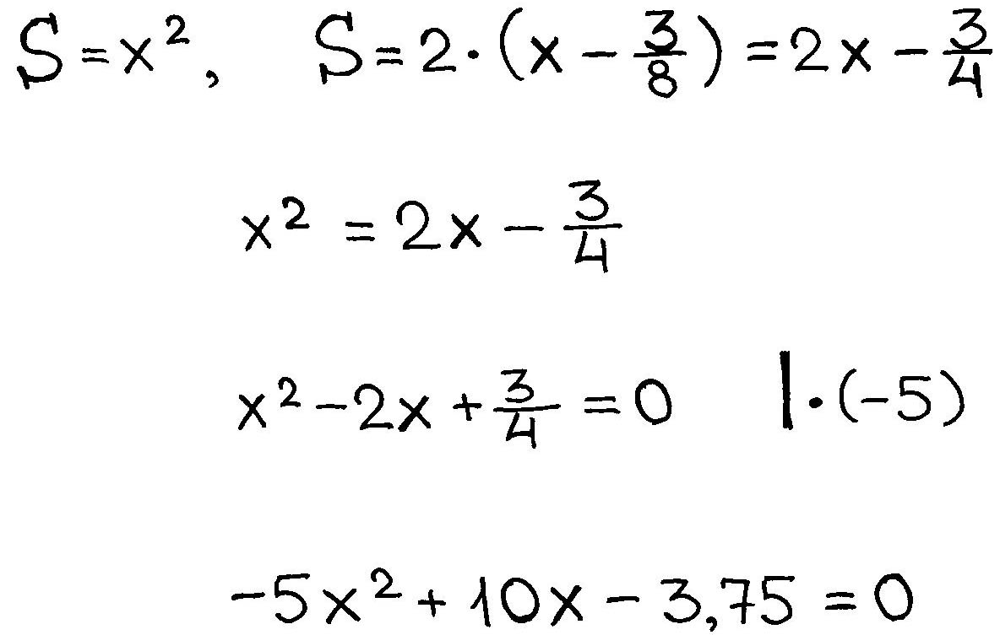 S = x², S = 2·(x − 3/8) = 2x − 3/4
x² = 2x − 3/4
x² − 2x + 3/4 = 0 |·(−5)
−5x² + 10x − 3,75 = 0